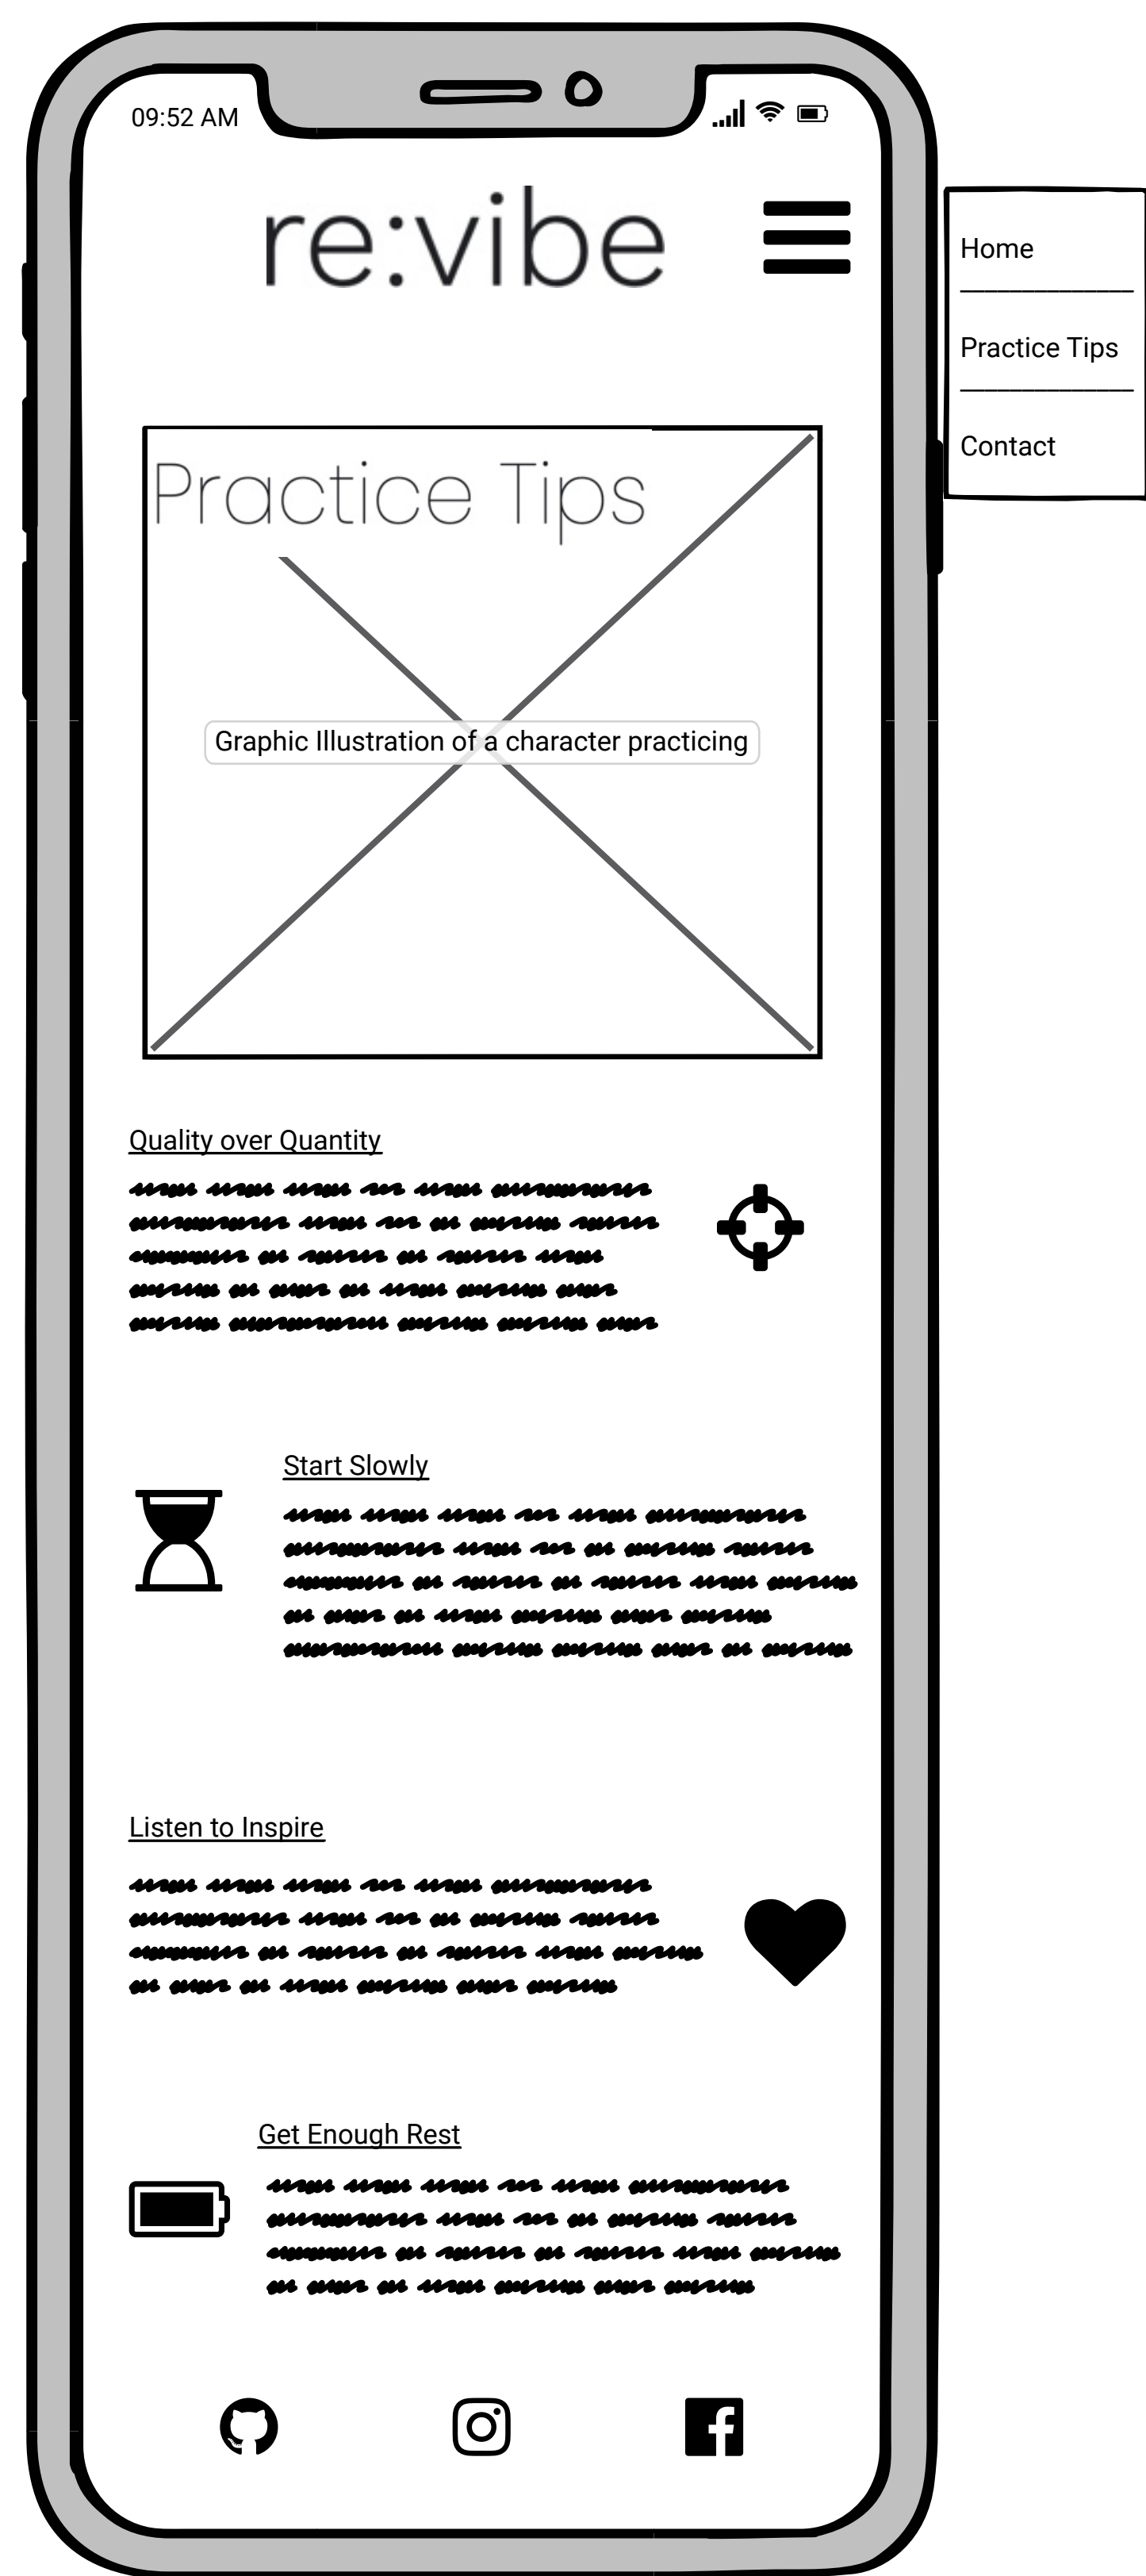 09:52 AM
re:vibe
Home
Practice Tips
Contact
Practice Tips
Graphic Illustration of a character practicing
Quality over Quantity
Start Slowly
Listen to Inspire
Get Enough Rest